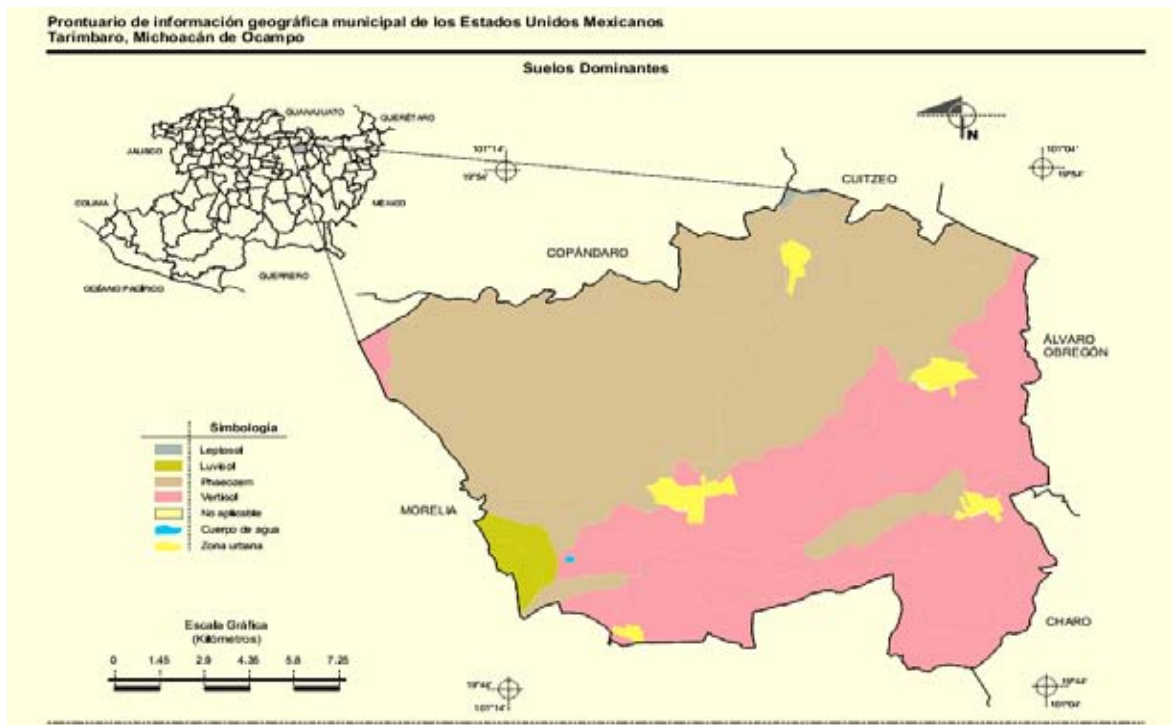 Prontuario de información geográfica municipal de los Estados Unidos Mexicanos
Tarimbaro, Michoacán de Ocampo
Suelos Dominantes
GUANAJUATO
QUERÉTARO
JALISCO
COLIMA
MÉXICO
GUERRERO
OCÉANO PACÍFICO
N
101°14'
19°54'
101°04'
19°54'
CUITZEO
COPÁNDARO
ÁLVARO
OBREGÓN
MORELIA
CHARO
Simbología
Leptosol
Luvisol
Phaeozem
Vertisol
No aplicable
Cuerpo de agua
Zona urbana
Escala Gráfica
(Kilómetros)
0 1.45 2.9 4.35 5.8 7.25
19°44'
101°14'
19°44'
101°04'